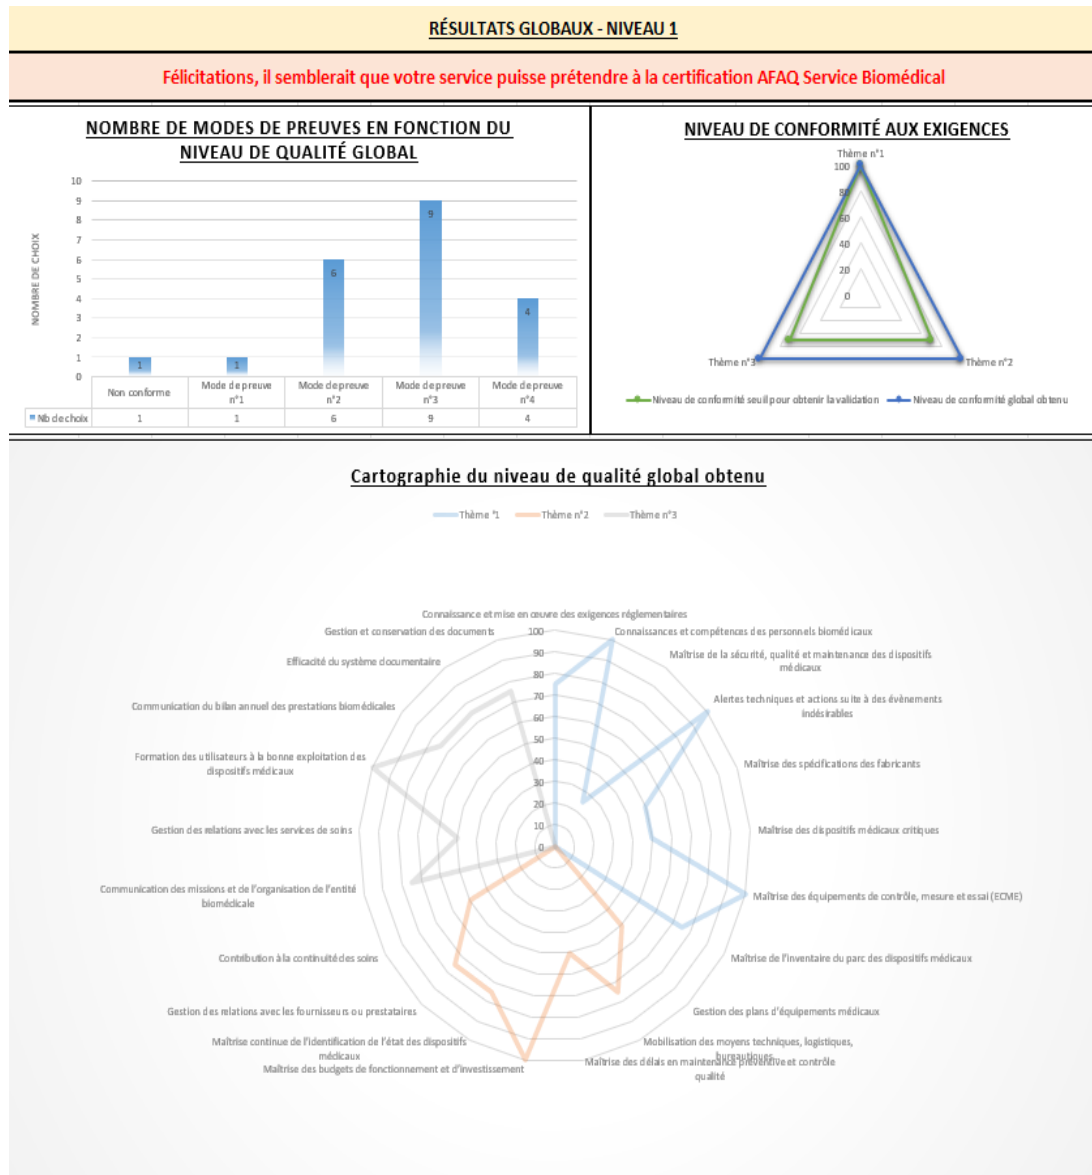 RÉSULTATS GLOBAUX - NIVEAU 1
Félicitations, il semblerait que votre service puisse prétendre à la certification AFAQ Service Biomédical
NOMBRE DE MODES DE PREUVES EN FONCTION DU
NIVEAU DE QUALITÉ GLOBAL
10
9
8
7
6
5
4
3
2
1
0
NOMBRE DE CHOIX
1
1
6
9
4
Non conforme
Mode de preuve
n°1
Mode de preuve
n°2
Mode de preuve
n°3
Mode de preuve
n°4
Nb de choix
1
1
6
9
4
NIVEAU DE CONFORMITÉ AUX EXIGENCES
Thème n°1
100
80
60
40
20
0
Thème n°3
Thème n°2
Niveau de conformité seuil pour obtenir la validation
Niveau de conformité global obtenu
Cartographie du niveau de qualité global obtenu
Thème °1
Thème n°2
Thème n°3
Connaissance et mise en œuvre des exigences réglementaires
Connaissances et compétences des personnels biomédicaux
Maîtrise de la sécurité, qualité et maintenance des dispositifs
médicaux
Alertes techniques et actions suite à des évènements
indésirables
Maîtrise des spécifications des fabricants
Maîtrise des dispositifs médicaux critiques
Maîtrise des équipements de contrôle, mesure et essai (ECME)
Maîtrise de l'inventaire du parc des dispositifs médicaux
Gestion des plans d'équipements médicaux
Mobilisation des moyens techniques, logistiques,
bureautiques…
Maîtrise des délais en maintenance préventive et contrôle
qualité
Maîtrise des budgets de fonctionnement et d'investissement
Maîtrise continue de l'identification de l'état des dispositifs
médicaux
Gestion des relations avec les fournisseurs ou prestataires
Contribution à la continuité des soins
Communication des missions et de l'organisation de l'entité
biomédicale
Gestion des relations avec les services de soins
Formation des utilisateurs à la bonne exploitation des
dispositifs médicaux
Communication du bilan annuel des prestations biomédicales
Efficacité du système documentaire
Gestion et conservation des documents
100
90
80
70
60
50
40
30
20
10
0